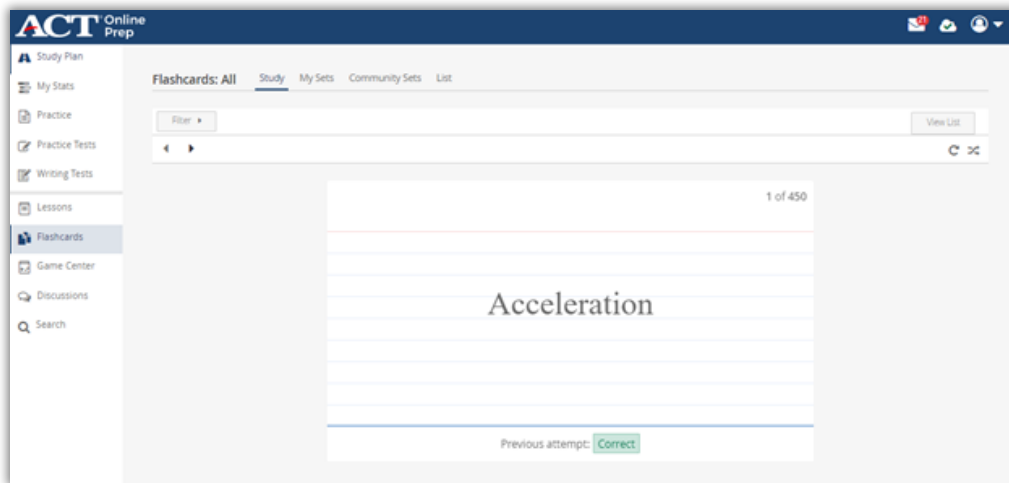 ACT Online Prep
21
Study Plan
My Stats
Practice
Practice Tests
Writing Tests
Lessons
Flashcards
Game Center
Discussions
Search
Flashcards: All Study My Sets Community Sets List
Filter
View List
1 of 450
Acceleration
Previous attempt: Correct